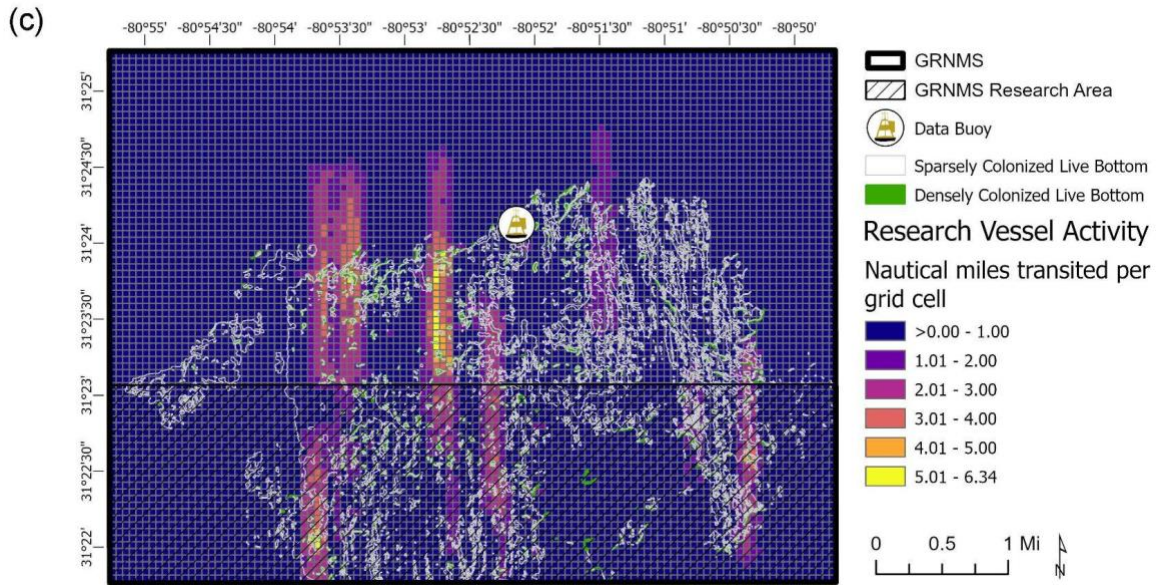 (c)
-80°55' -80°54'30" -80°54 -80°53'30" -80°53 -80°52'30" -80°52 -80°51'30" -80°51 -80°50'30" -80°50
31°25'
31°24'30"
31°24'
31°23'30"
31°23'
31°22'30"
31°22'
GRNMS
GRNMS Research Area
Data Buoy
Sparsely Colonized Live Bottom
Densely Colonized Live Bottom
Research Vessel Activity
Nautical miles transited per
grid cell
>0.00 - 1.00
1.01 - 2.00
2.01 - 3.00
3.01 - 4.00
4.01 - 5.00
5.01 - 6.34
0 0.5 1 Mi
N